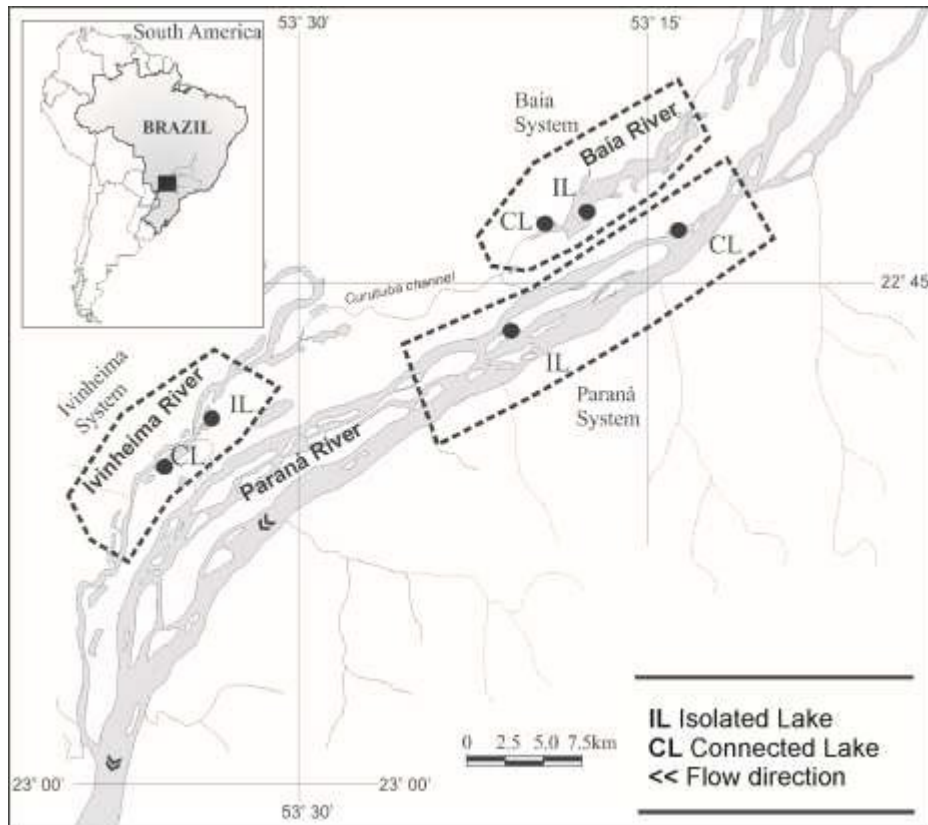 South America
BRAZIL
53° 30'
53° 15'
Baía
System
Baía River
IL
CL
CL
22° 45
Curutuba channel
IL
Paraná
System
Ivinheima
System
Ivinheima River
IL
CL
Paraná River
IL Isolated Lake
CL Connected Lake
<< Flow direction
0 2.5 5.0 7.5km
23° 00
53° 30'